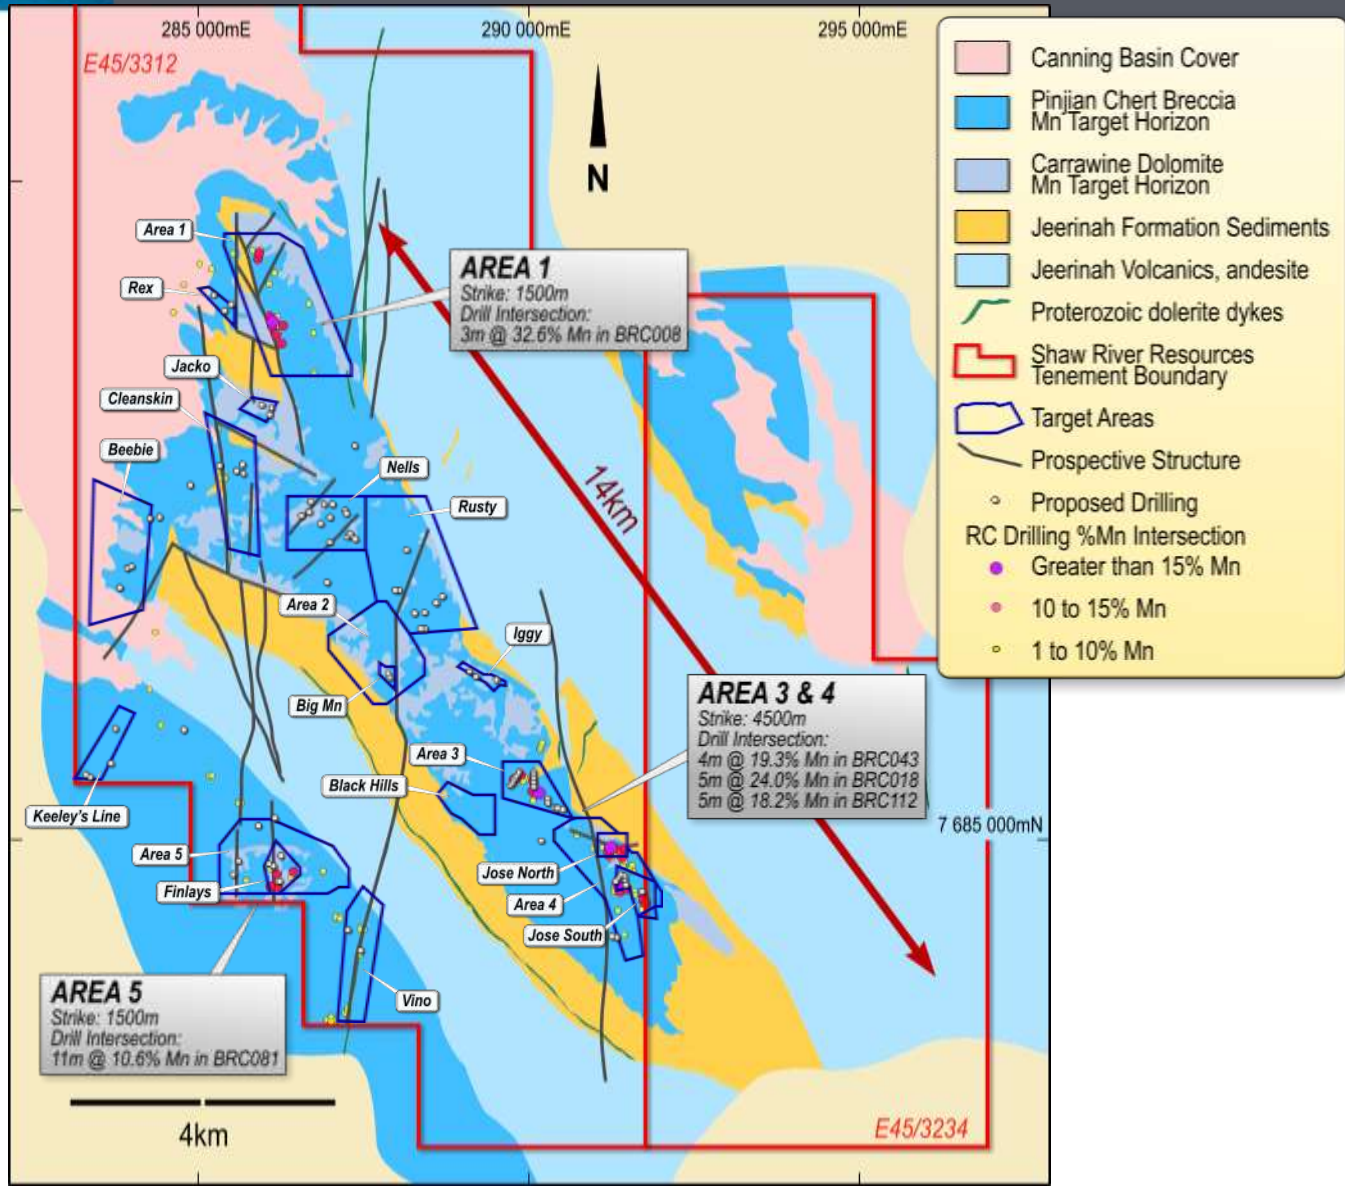 285 000mE
290 000mE
295 000mE
E45/3312
N
Canning Basin Cover
Pinjian Chert Breccia
Mn Target Horizon
Carrawine Dolomite
Mn Target Horizon
Jeerinah Formation Sediments
Jeerinah Volcanics, andesite
Proterozoic dolerite dykes
Shaw River Resources
Tenement Boundary
Target Areas
Prospective Structure
Proposed Drilling
RC Drilling %Mn Intersection
Greater than 15% Mn
10 to 15% Mn
1 to 10% Mn
Area 1
Rex
AREA 1
Strike: 1500m
Drill Intersection:
3m @ 32.6% Mn in BRC008
Jacko
Cleanskin
Beebie
Nells
Rusty
14km
Area 2
Iggy
Big Mn
AREA 3 & 4
Strike: 4500m
Drill Intersection:
4m @ 19.3% Mn in BRC043
5m @ 24.0% Mn in BRC018
5m @ 18.2% Mn in BRC112
Area 3
Black Hills
Keeley's Line
7 685 000mN
Area 5
Finlays
Jose North
Area 4
Jose South
Vino
AREA 5
Strike: 1500m
Drill Intersection:
11m @ 10.6% Mn in BRC081
4km
E45/3234